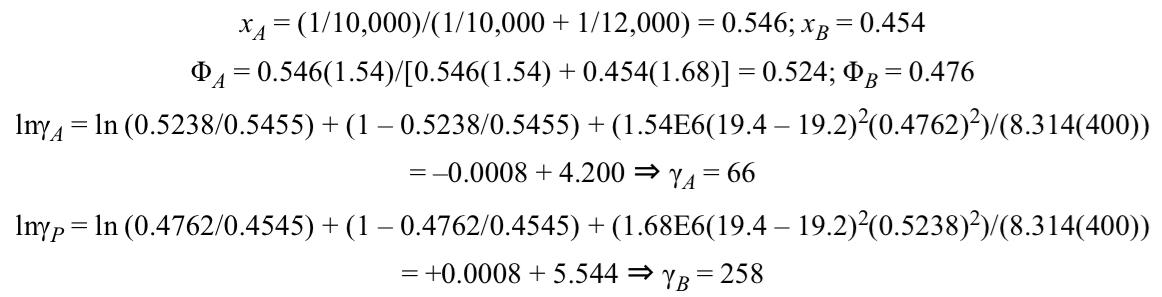 x_A = (1/10,000)/(1/10,000 + 1/12,000) = 0.546; x_B = 0.454
Φ_A = 0.546(1.54)/[0.546(1.54) + 0.454(1.68)] = 0.524; Φ_B = 0.476
lnγ_A = ln (0.5238/0.5455) + (1 – 0.5238/0.5455) + (1.54E6(19.4 – 19.2)²(0.4762)²)/(8.314(400))
= –0.0008 + 4.200 ⇒ γ_A = 66
lnγ_P = ln (0.4762/0.4545) + (1 – 0.4762/0.4545) + (1.68E6(19.4 – 19.2)²(0.5238)²)/(8.314(400))
= +0.0008 + 5.544 ⇒ γ_B = 258